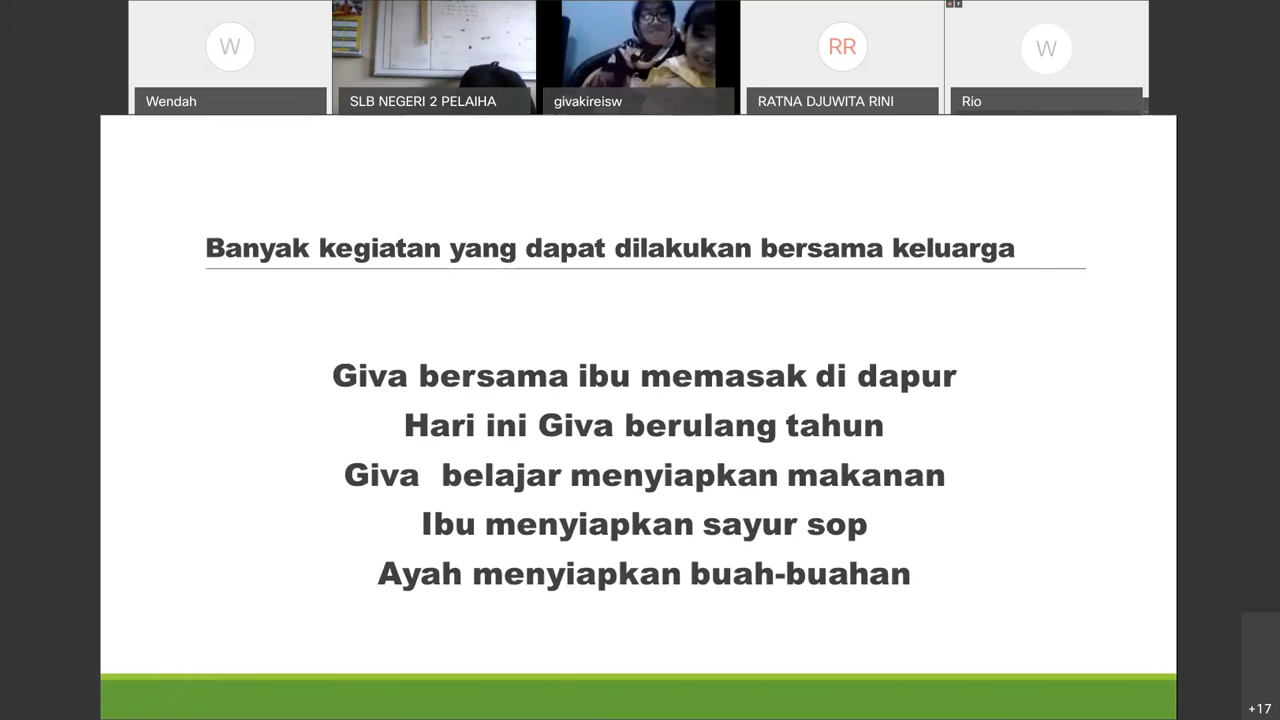 W
RR
W
Wendah
SLB NEGERI 2 PELAIHA
givakireisw
RATNA DJUWITA RINI
Rio
Banyak kegiatan yang dapat dilakukan bersama keluarga
Giva bersama ibu memasak di dapur
Hari ini Giva berulang tahun
Giva belajar menyiapkan makanan
Ibu menyiapkan sayur sop
Ayah menyiapkan buah-buahan
+17